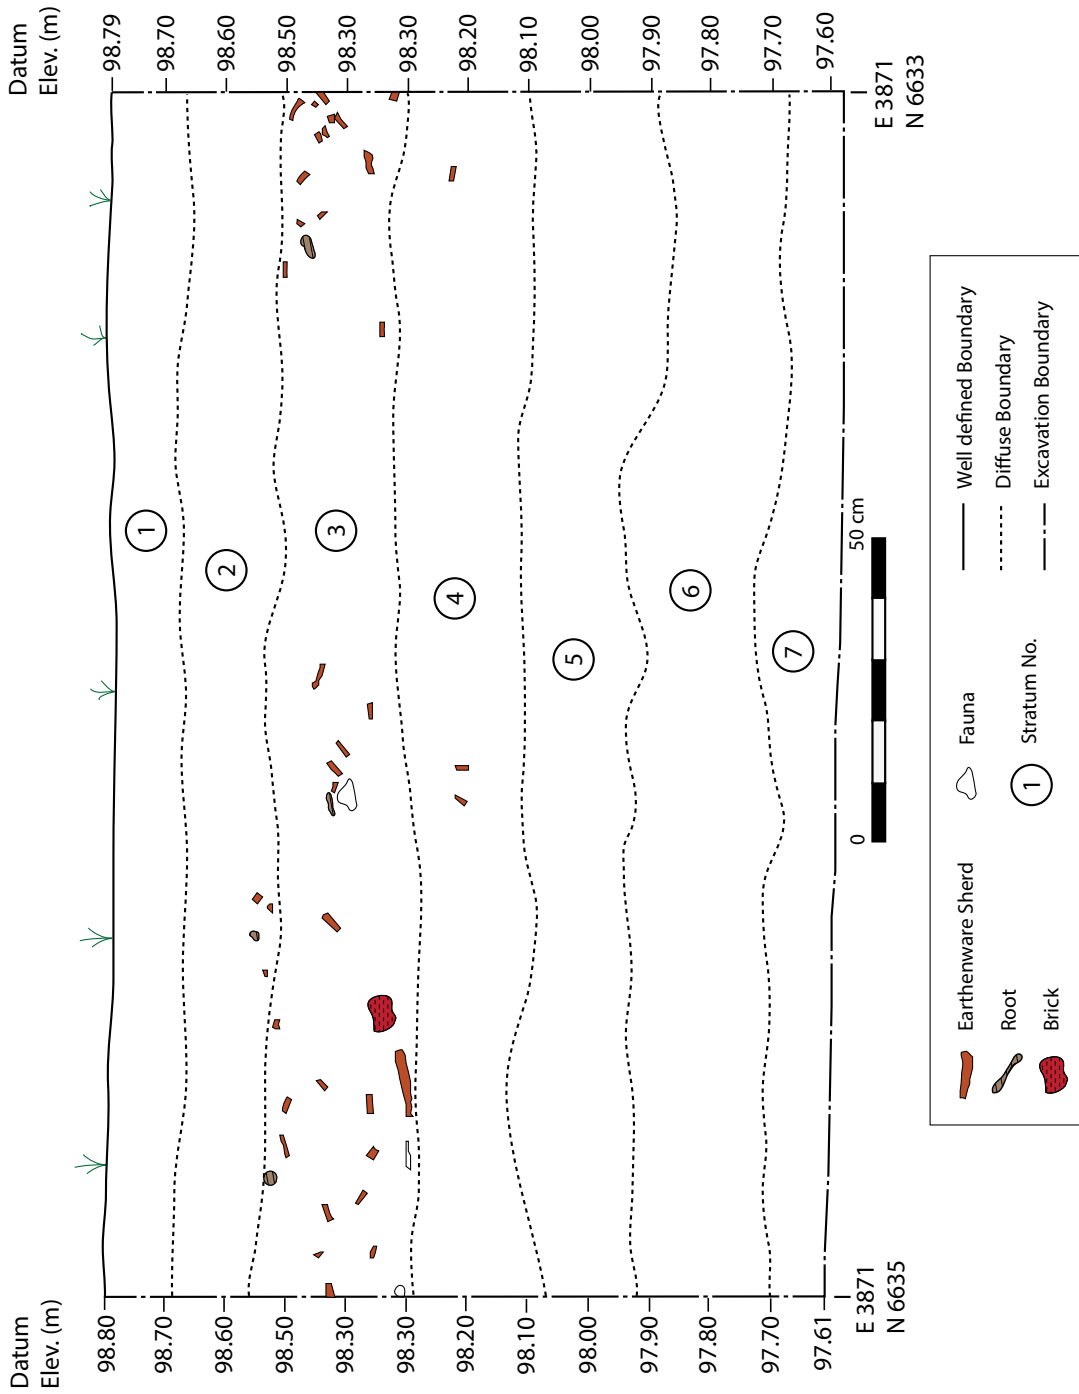 Datum
Elev. (m)
98.80
98.70
98.60
98.50
98.30
98.30
98.20
98.10
98.00
97.90
97.80
97.70
97.61
E 3871
N 6635
Datum
Elev. (m)
98.79
98.70
98.60
98.50
98.30
98.30
98.20
98.10
98.00
97.90
97.80
97.70
97.60
E 3871
N 6633
1
2
3
4
5
6
7
0
50 cm
Earthenware Sherd
Root
Brick
Fauna
1 Stratum No.
Well defined Boundary
Diffuse Boundary
Excavation Boundary